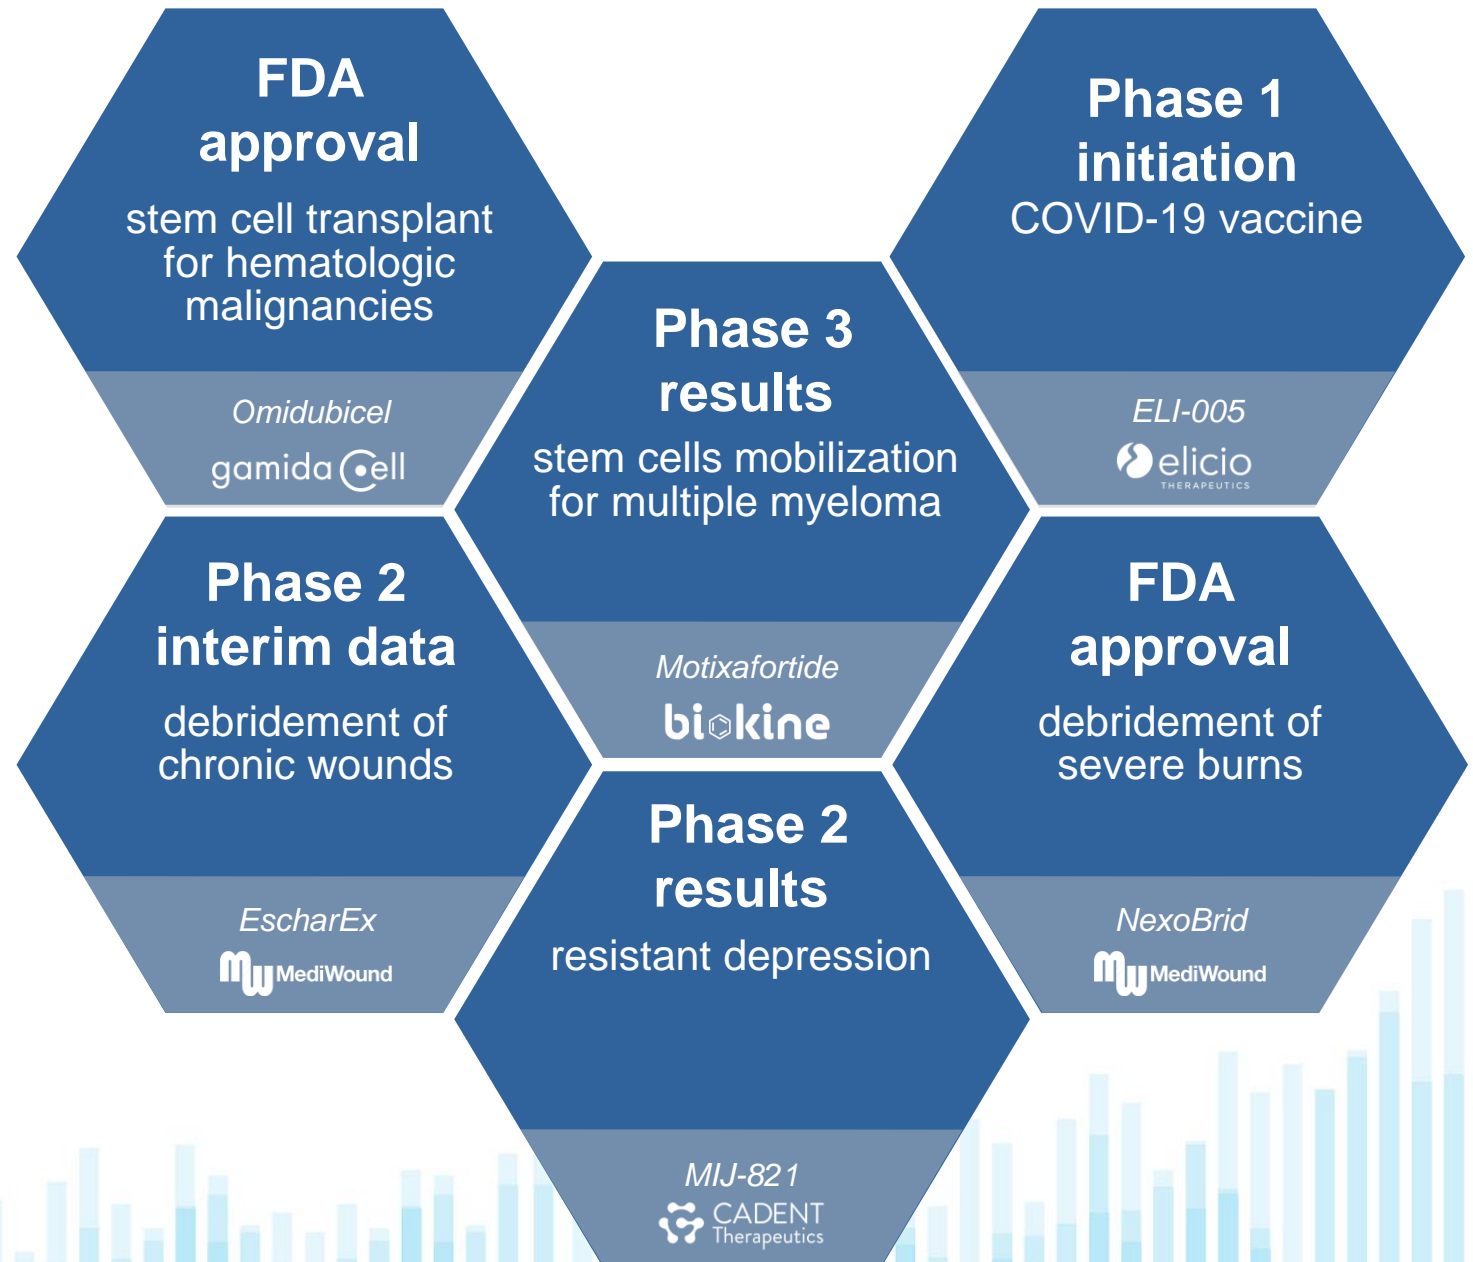 FDA
approval
stem cell transplant
for hematologic
malignancies
Omidubicel
gamida Cell
Phase 1
initiation
COVID-19 vaccine
ELI-005
elicio
THERAPEUTICS
Phase 3
results
stem cells mobilization
for multiple myeloma
Motixafortide
biokine
Phase 2
interim data
debridement of
chronic wounds
EscharEx
MW MediWound
FDA
approval
debridement of
severe burns
NexoBrid
MW MediWound
Phase 2
results
resistant depression
MIJ-821
CADENT
Therapeutics